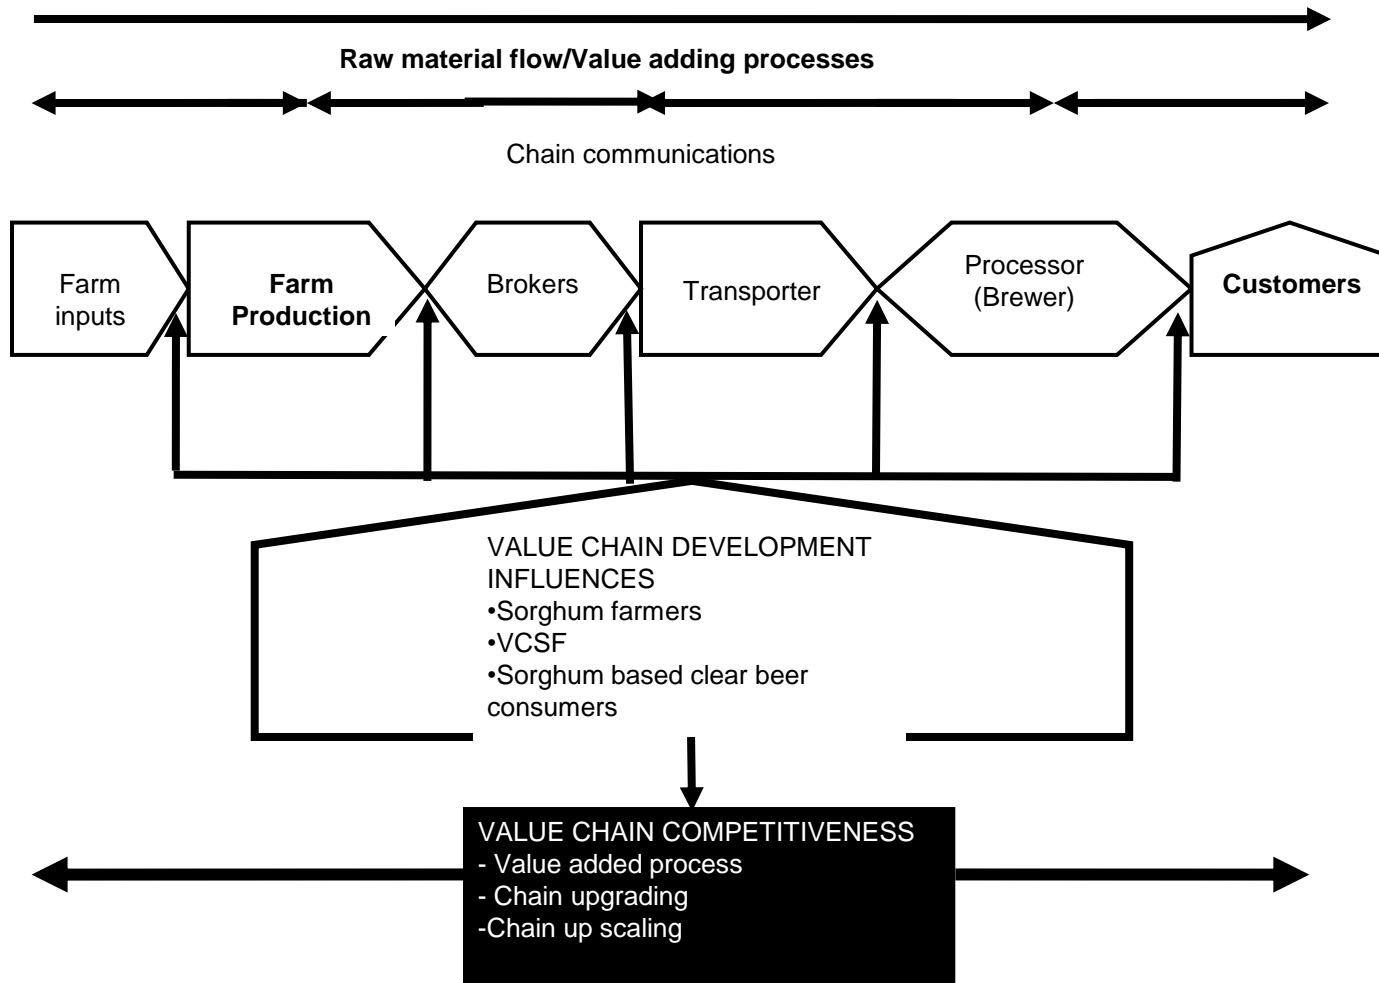 Raw material flow/Value adding processes
Chain communications
Farm
inputs
Farm
Production
Brokers
Transporter
Processor
(Brewer)
Customers
VALUE CHAIN DEVELOPMENT
INFLUENCES
•Sorghum farmers
•VCSF
•Sorghum based clear beer
consumers
VALUE CHAIN COMPETITIVENESS
- Value added process
- Chain upgrading
-Chain up scaling